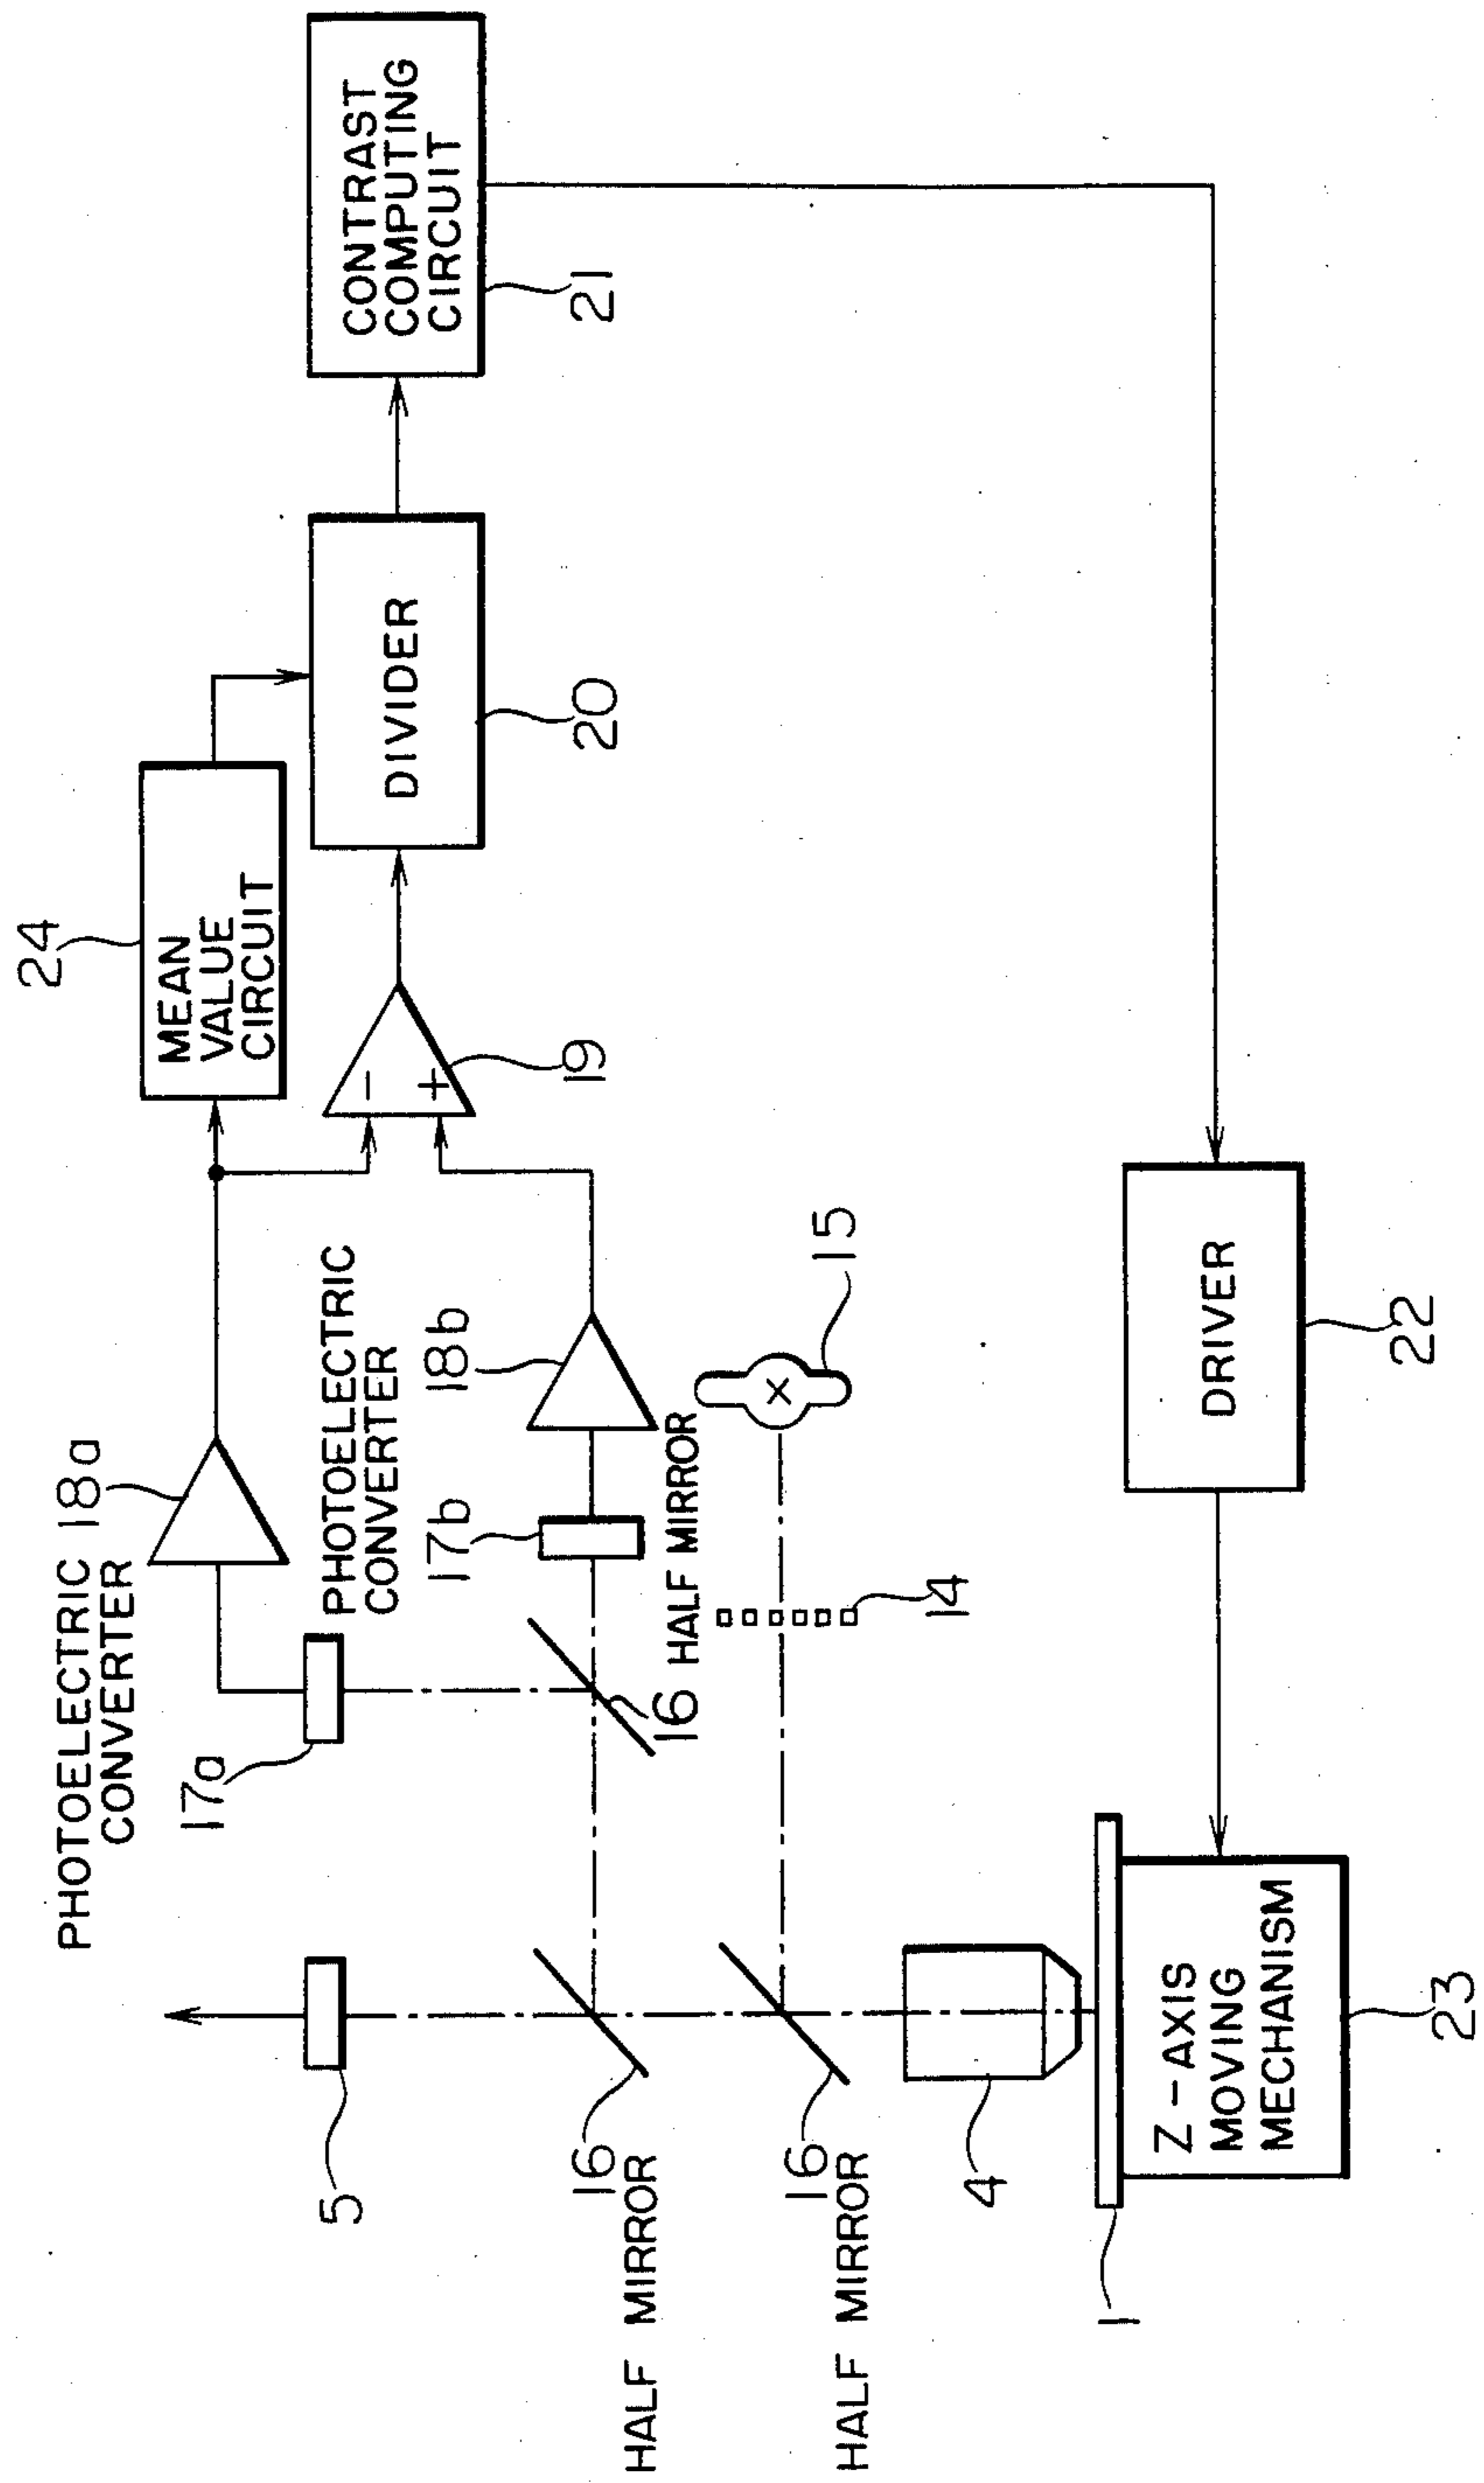 PHOTOELECTRIC
CONVERTER
18a
24
MEAN
VALUE
CIRCUIT
17a
PHOTOELECTRIC
CONVERTER
18b
17b
−
+
19
DIVIDER
20
CONTRAST
COMPUTING
CIRCUIT
21
5
16
HALF MIRROR
16
HALF MIRROR
16
HALF MIRROR
14
15
4
1
Z-AXIS
MOVING
MECHANISM
23
DRIVER
22